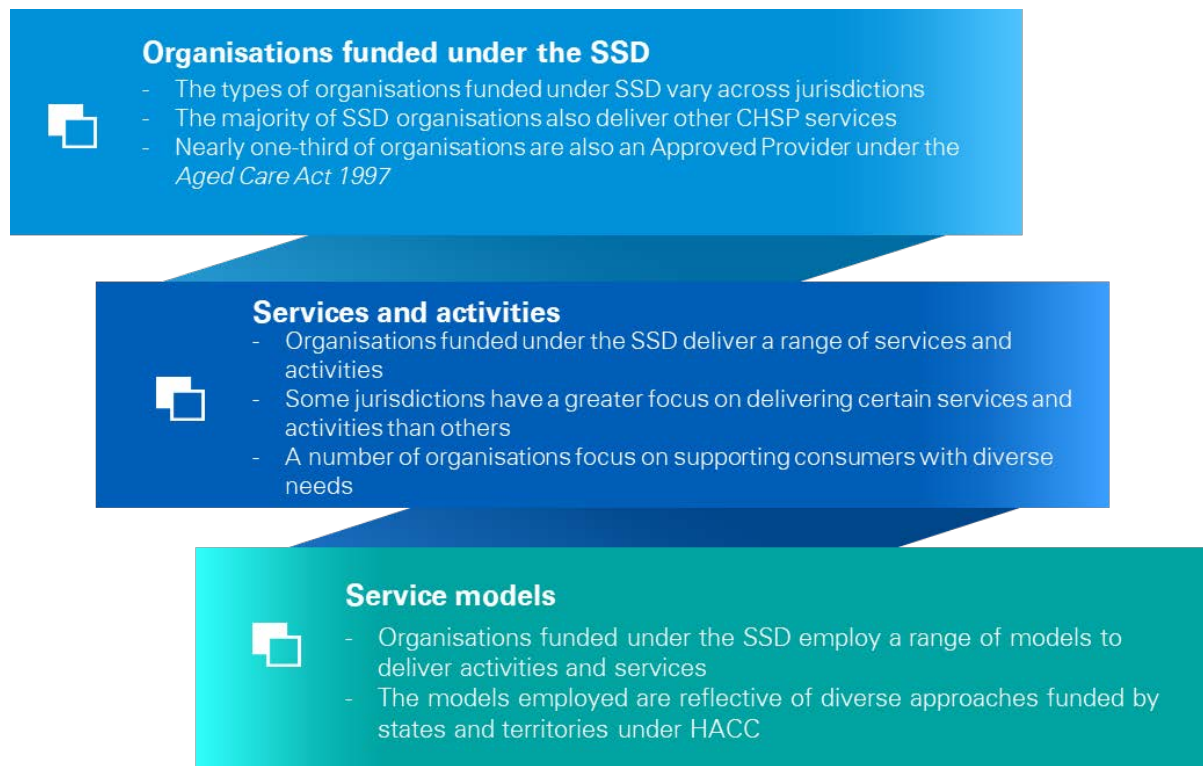 Organisations funded under the SSD
- The types of organisations funded under SSD vary across jurisdictions
- The majority of SSD organisations also deliver other CHSP services
- Nearly one-third of organisations are also an Approved Provider under the
Aged Care Act 1997
Services and activities
- Organisations funded under the SSD deliver a range of services and
activities
- Some jurisdictions have a greater focus on delivering certain services and
activities than others
- A number of organisations focus on supporting consumers with diverse
needs
Service models
- Organisations funded under the SSD employ a range of models to
deliver activities and services
- The models employed are reflective of diverse approaches funded by
states and territories under HACC